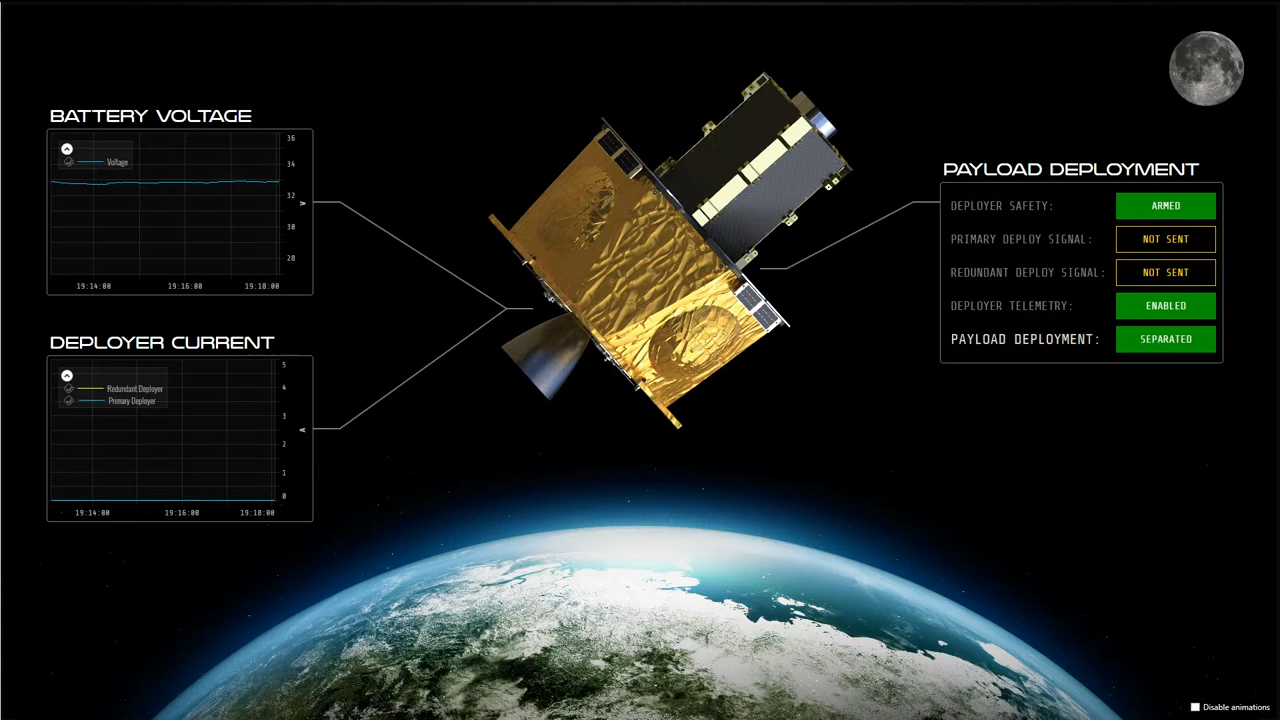 BATTERY VOLTAGE
Voltage
36
34
32
30
28
V
19:14:00 19:16:00 19:18:00
DEPLOYER CURRENT
Redundant Deployer
Primary Deployer
5
4
3
2
1
0
A
19:14:00 19:16:00 19:18:00
PAYLOAD DEPLOYMENT
DEPLOYER SAFETY: ARMED
PRIMARY DEPLOY SIGNAL: NOT SENT
REDUNDANT DEPLOY SIGNAL: NOT SENT
DEPLOYER TELEMETRY: ENABLED
PAYLOAD DEPLOYMENT: SEPARATED
Disable animations